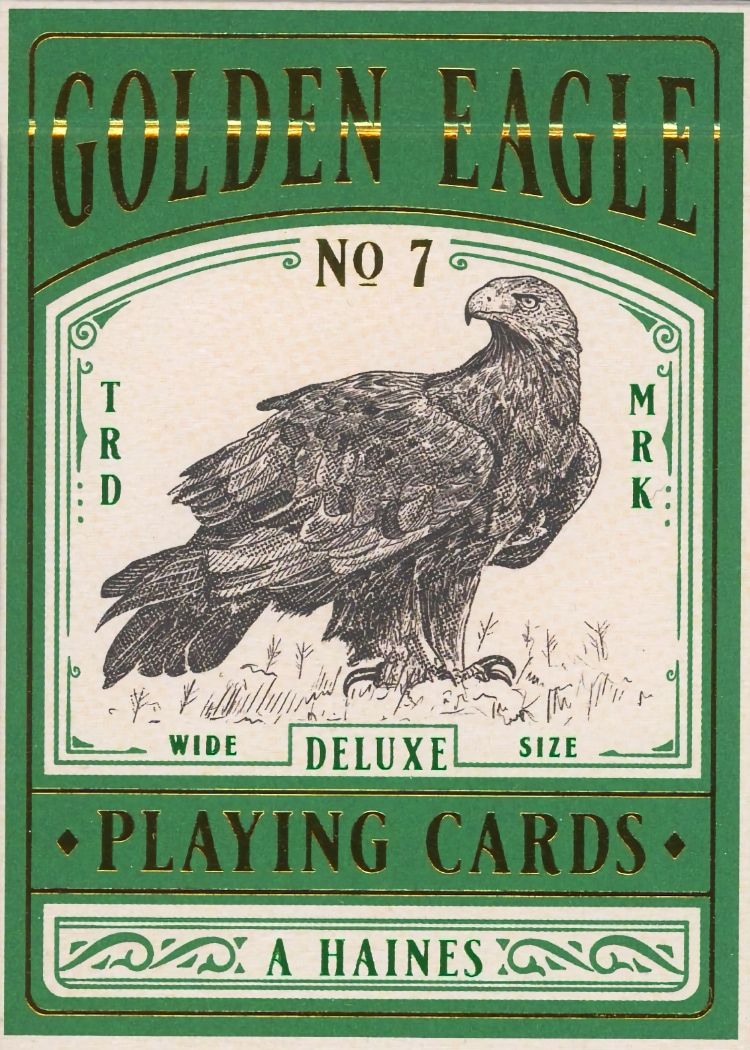 GOLDEN EAGLE
No 7
TRD
MRK
WIDE DELUXE SIZE
PLAYING CARDS
A HAINES